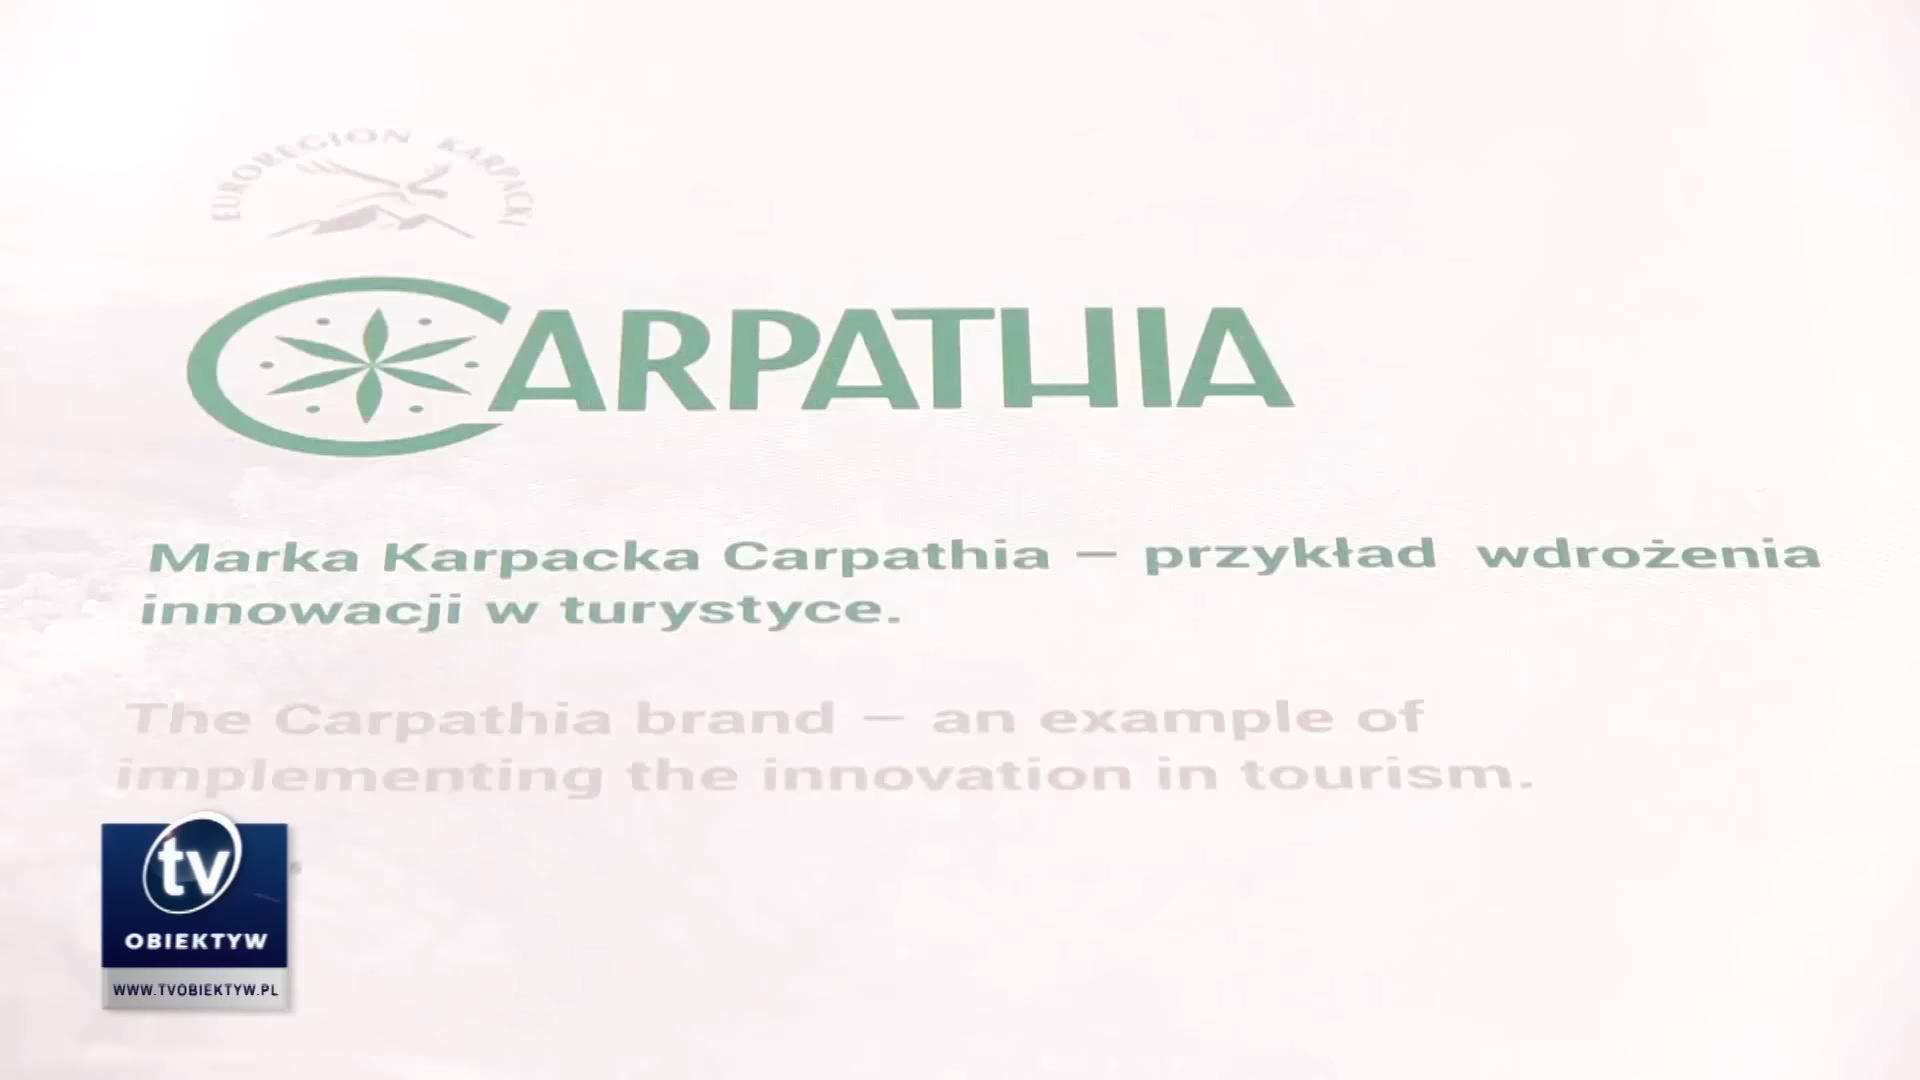 EUROREGION KARPACKI
CARPATHIA
Marka Karpacka Carpathia – przykład wdrożenia
innowacji w turystyce.
The Carpathia brand – an example of
implementing the innovation in tourism.
tv
OBIEKTYW
WWW.TVOBIEKTYW.PL